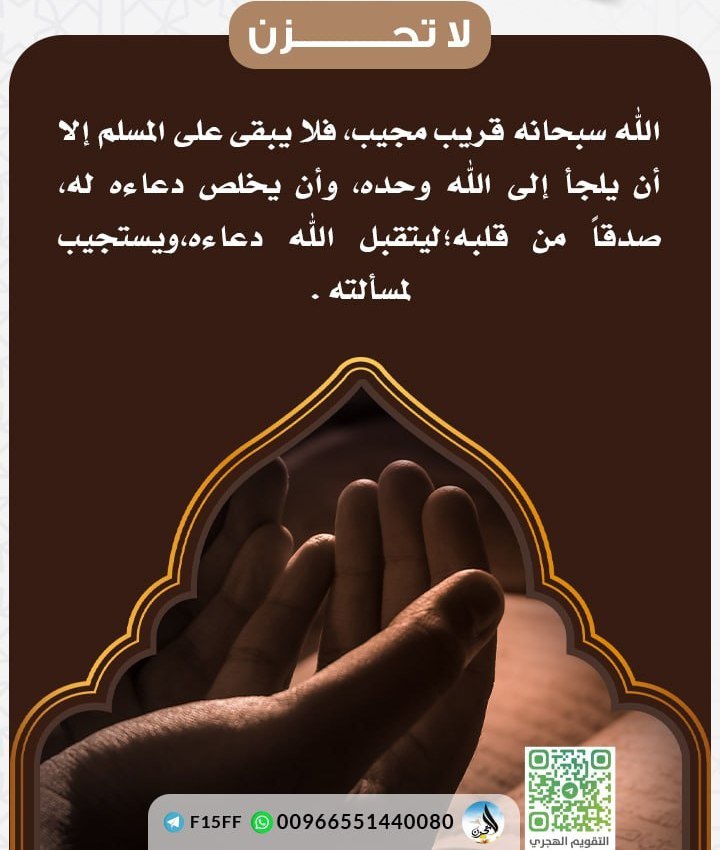 لا تحـــــــــزن
الله سبحانه قريب مجيب، فلا يبقى على المسلم إلا
أن يلجأ إلى الله وحده، وأن يخلص دعاءه له،
صدقاً من قلبه؛ليتقبل الله دعاءه،ويستجيب
لمسألته .
F15FF 00966551440080
التقويم الهجري